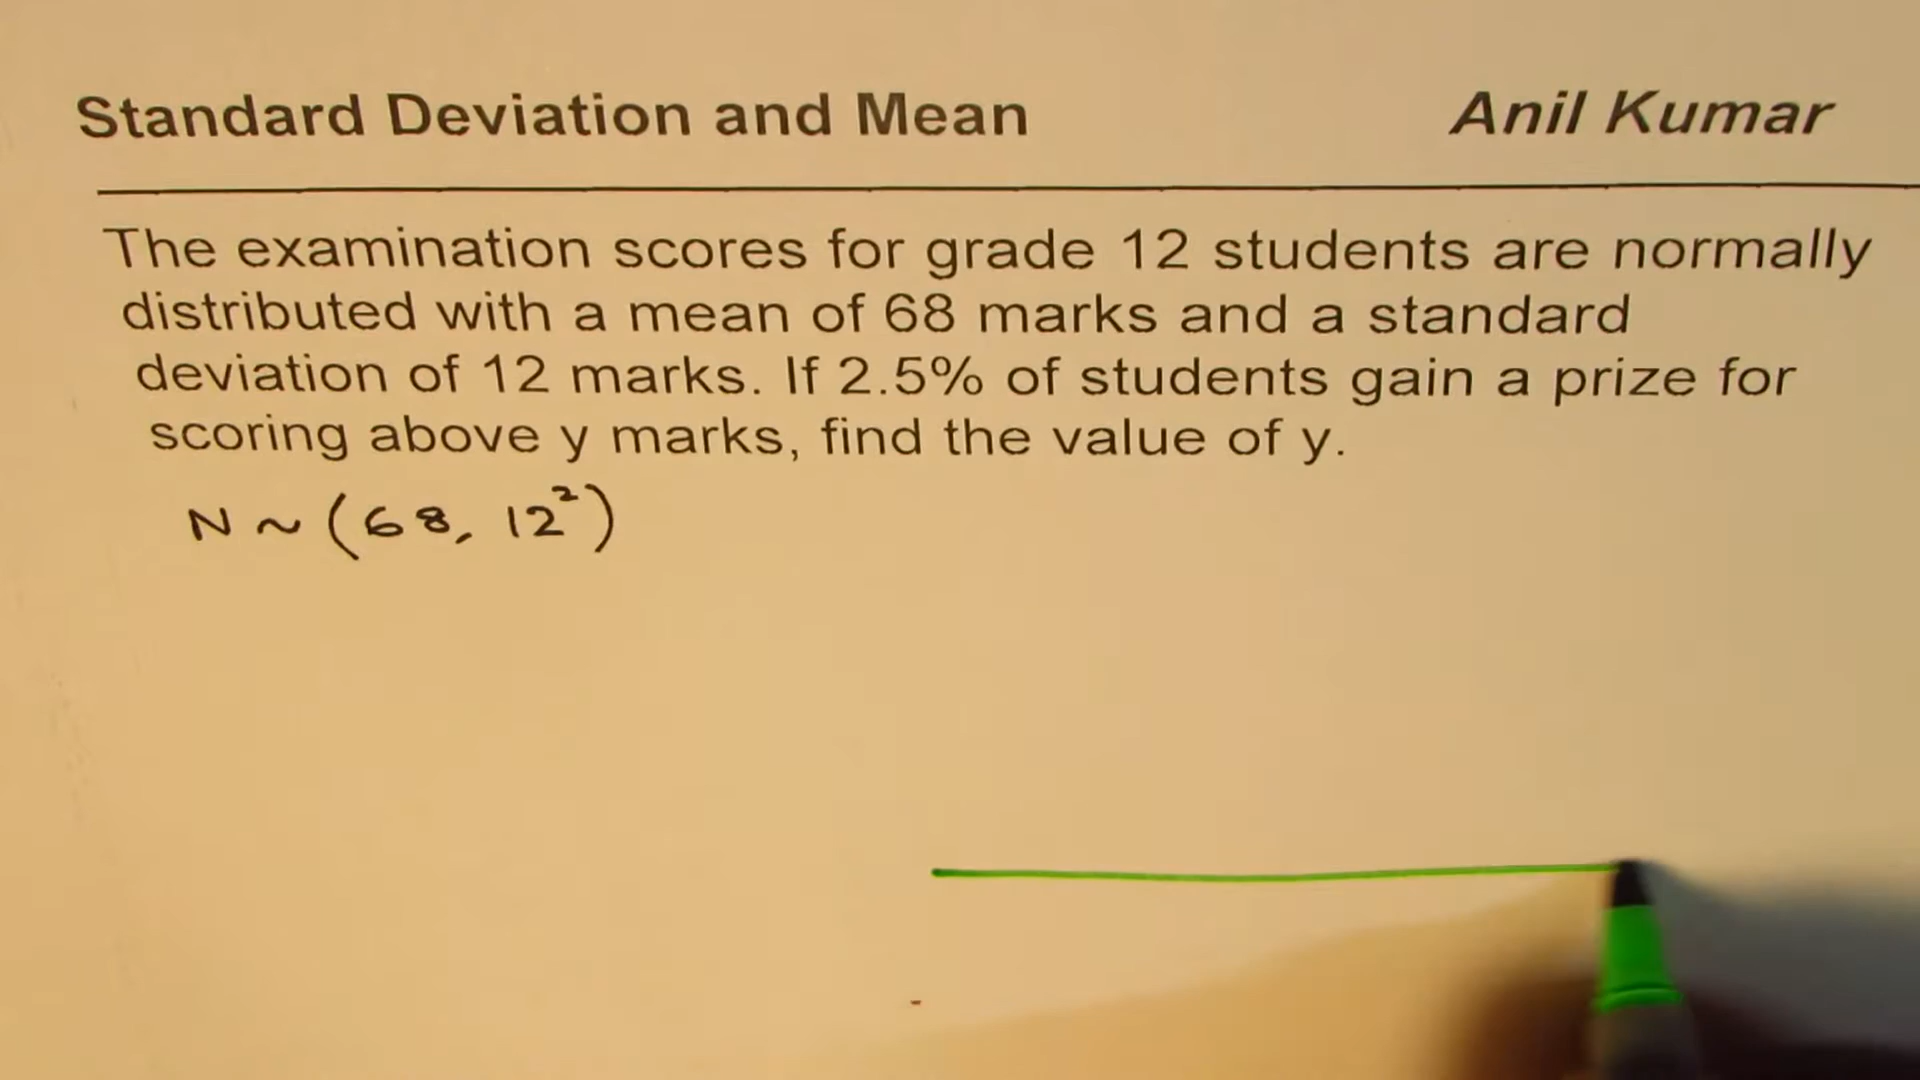 Standard Deviation and Mean Anil Kumar
The examination scores for grade 12 students are normally
distributed with a mean of 68 marks and a standard
deviation of 12 marks. If 2.5% of students gain a prize for
scoring above y marks, find the value of y.
N ~ (68, 12²)